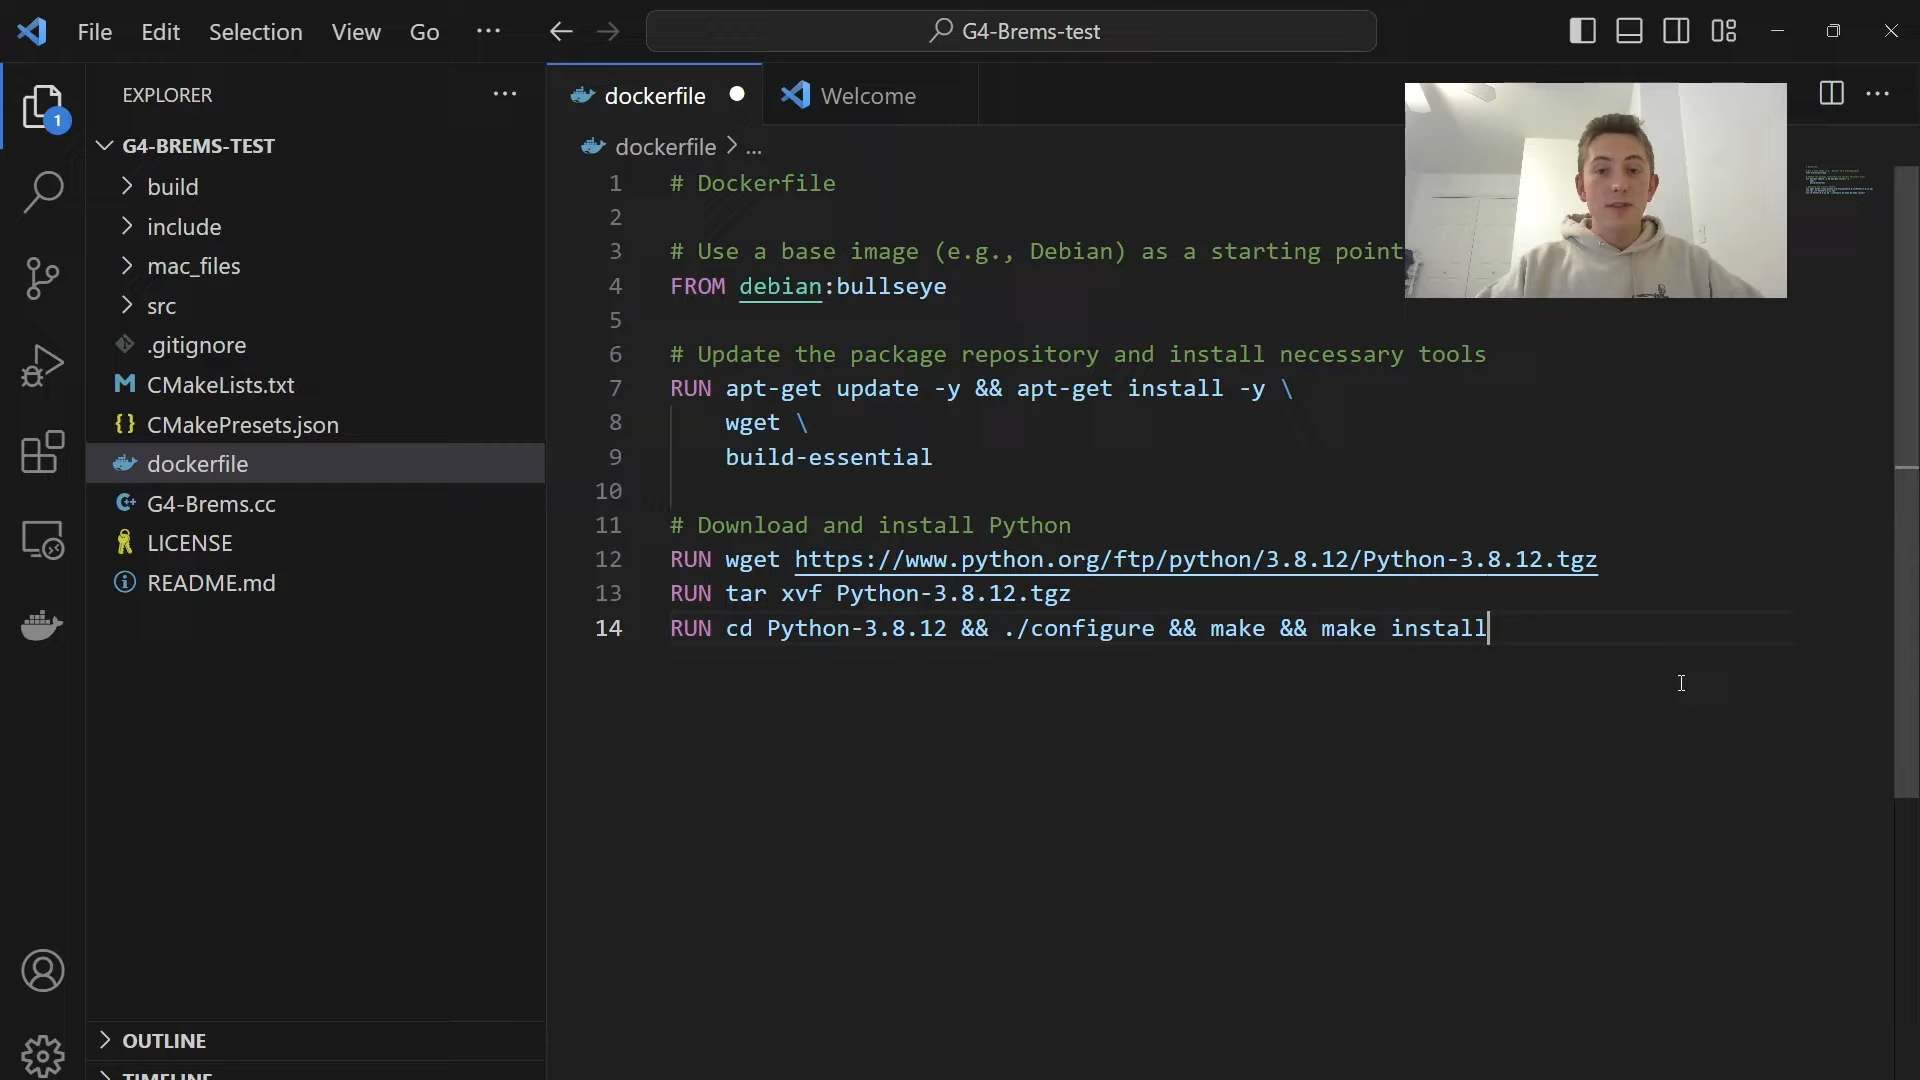 File Edit Selection View Go ··· G4-Brems-test
1
EXPLORER ···
G4-BREMS-TEST
build
include
mac_files
src
.gitignore
CMakeLists.txt
{} CMakePresets.json
dockerfile
G4-Brems.cc
LICENSE
README.md
OUTLINE
TIMELINE
dockerfile Welcome
dockerfile > ...
1 # Dockerfile
2
3 # Use a base image (e.g., Debian) as a starting point
4 FROM debian:bullseye
5
6 # Update the package repository and install necessary tools
7 RUN apt-get update -y && apt-get install -y \
8 wget \
9 build-essential
10
11 # Download and install Python
12 RUN wget https://www.python.org/ftp/python/3.8.12/Python-3.8.12.tgz
13 RUN tar xvf Python-3.8.12.tgz
14 RUN cd Python-3.8.12 && ./configure && make && make install